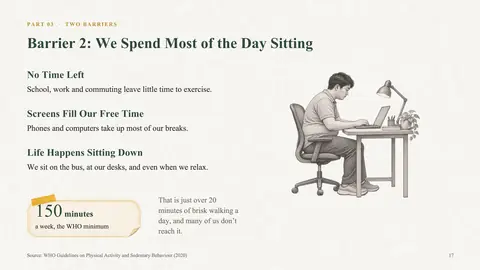 PART 03 · TWO BARRIERS
Barrier 2: We Spend Most of the Day Sitting
No Time Left
School, work and commuting leave little time to exercise.
Screens Fill Our Free Time
Phones and computers take up most of our breaks.
Life Happens Sitting Down
We sit on the bus, at our desks, and even when we relax.
150 minutes
a week, the WHO minimum
That is just over 20
minutes of brisk walking a
day, and many of us don't
reach it.
Source: WHO Guidelines on Physical Activity and Sedentary Behaviour (2020)
17